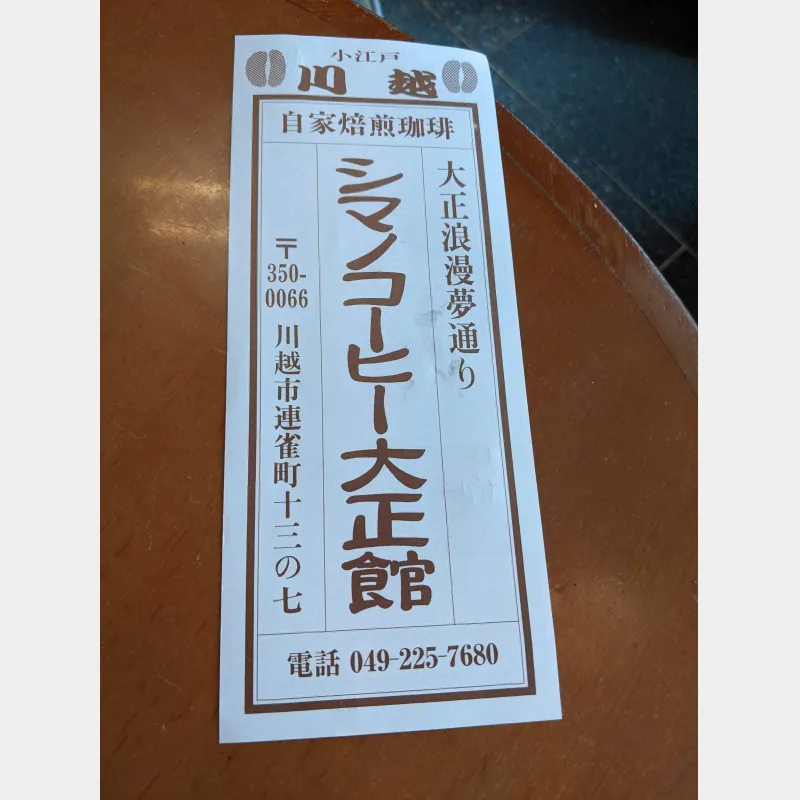 小江戸
川越
自家焙煎珈琲
大正浪漫夢通り
シマノコーヒー大正館
〒350-0066 川越市連雀町十三の七
電話 049-225-7680